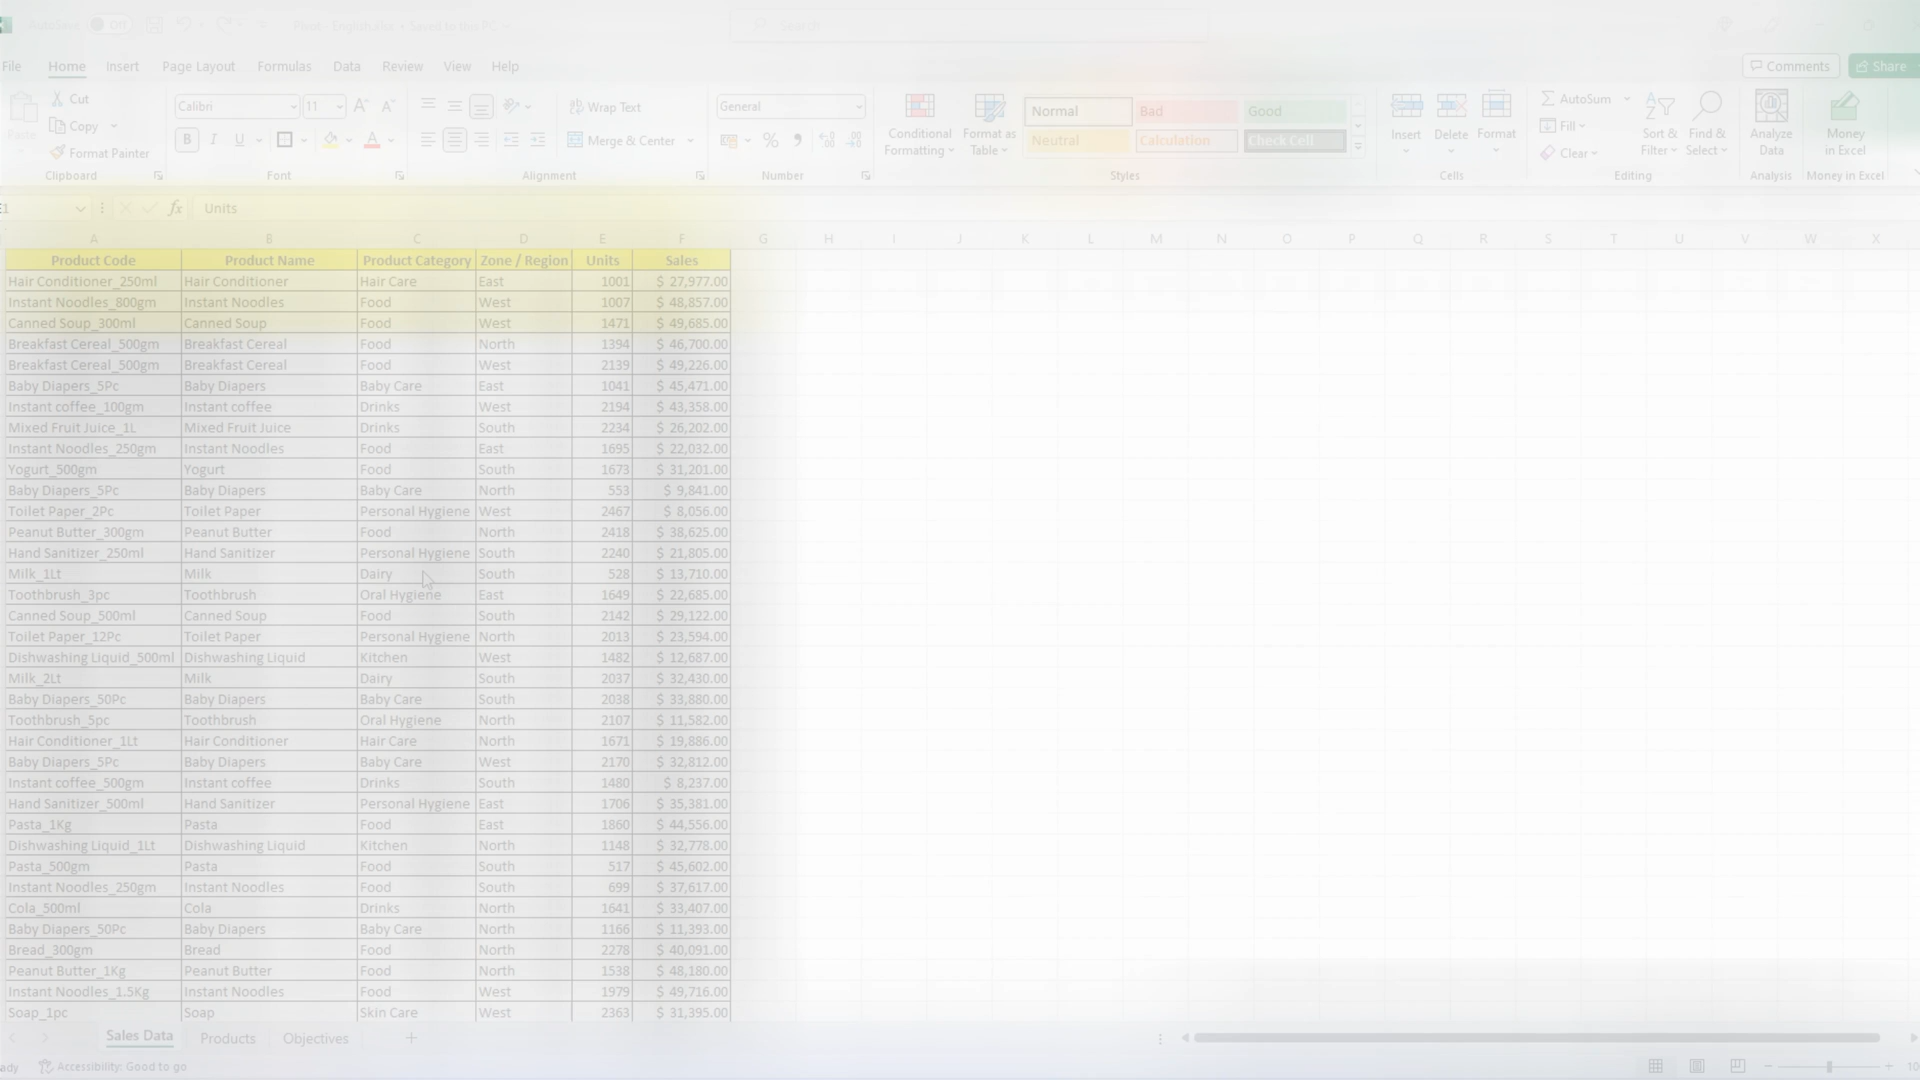 AutoSave Off Search
File Home Insert Page Layout Formulas Data Review View Help Comments Share
Cut Calibri 11 Wrap Text General Normal Bad Good AutoSum
Copy Conditional Formatting Format as Table Insert Delete Format Fill Sort & Filter Find & Select Analyze Data Money in Excel
Paste B I U Merge & Center Neutral Calculation Check Cell
Format Painter Clear
Clipboard Font Alignment Number Styles Cells Editing Analysis Money in Excel
fx Units
A B C D E F G H I J K L M N O P Q R S T U V W X
Product Code Product Name Product Category Zone / Region Units Sales
Hair Conditioner_250ml Hair Conditioner Hair Care East 1001 $ 27,977.00
Instant Noodles_800gm Instant Noodles Food West 1007 $ 48,857.00
Canned Soup_300ml Canned Soup Food West 1471 $ 49,685.00
Breakfast Cereal_500gm Breakfast Cereal Food North 1394 $ 46,700.00
Breakfast Cereal_500gm Breakfast Cereal Food West 2139 $ 49,226.00
Baby Diapers_5Pc Baby Diapers Baby Care East 1041 $ 45,471.00
Instant coffee_100gm Instant coffee Drinks West 2194 $ 43,358.00
Mixed Fruit Juice_1L Mixed Fruit Juice Drinks South 2234 $ 26,202.00
Instant Noodles_250gm Instant Noodles Food East 1695 $ 22,032.00
Yogurt_500gm Yogurt Food South 1673 $ 31,201.00
Baby Diapers_5Pc Baby Diapers Baby Care North 553 $ 9,841.00
Toilet Paper_2Pc Toilet Paper Personal Hygiene West 2467 $ 8,056.00
Peanut Butter_300gm Peanut Butter Food North 2418 $ 38,625.00
Hand Sanitizer_250ml Hand Sanitizer Personal Hygiene South 2240 $ 21,805.00
Milk_1Lt Milk Dairy South 528 $ 13,710.00
Toothbrush_3pc Toothbrush Oral Hygiene East 1649 $ 22,685.00
Canned Soup_500ml Canned Soup Food South 2142 $ 29,122.00
Toilet Paper_12Pc Toilet Paper Personal Hygiene North 2013 $ 23,594.00
Dishwashing Liquid_500ml Dishwashing Liquid Kitchen West 1482 $ 12,687.00
Milk_2Lt Milk Dairy South 2037 $ 32,430.00
Baby Diapers_50Pc Baby Diapers Baby Care South 2038 $ 33,880.00
Toothbrush_5pc Toothbrush Oral Hygiene North 2107 $ 11,582.00
Hair Conditioner_1Lt Hair Conditioner Hair Care North 1671 $ 19,886.00
Baby Diapers_5Pc Baby Diapers Baby Care West 2170 $ 32,812.00
Instant coffee_500gm Instant coffee Drinks South 1480 $ 8,237.00
Hand Sanitizer_500ml Hand Sanitizer Personal Hygiene East 1706 $ 35,381.00
Pasta_1Kg Pasta Food East 1860 $ 44,556.00
Dishwashing Liquid_1Lt Dishwashing Liquid Kitchen North 1148 $ 32,778.00
Pasta_500gm Pasta Food South 517 $ 45,602.00
Instant Noodles_250gm Instant Noodles Food South 699 $ 37,617.00
Cola_500ml Cola Drinks North 1641 $ 33,407.00
Baby Diapers_50Pc Baby Diapers Baby Care North 1166 $ 11,393.00
Bread_300gm Bread Food North 2278 $ 40,091.00
Peanut Butter_1Kg Peanut Butter Food North 1538 $ 48,180.00
Instant Noodles_1.5Kg Instant Noodles Food West 1979 $ 49,716.00
Soap_1pc Soap Skin Care West 2363 $ 31,395.00
Sales Data Products Objectives
Accessibility: Good to go